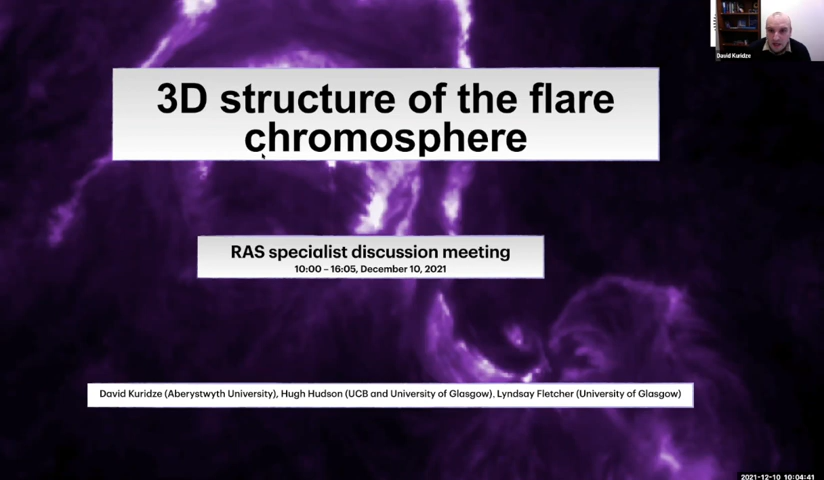 David Kuridze
3D structure of the flare
chromosphere
RAS specialist discussion meeting
10:00 – 16:05, December 10, 2021
David Kuridze (Aberystwyth University), Hugh Hudson (UCB and University of Glasgow), Lyndsay Fletcher (University of Glasgow)
2021-12-10 10:04:41